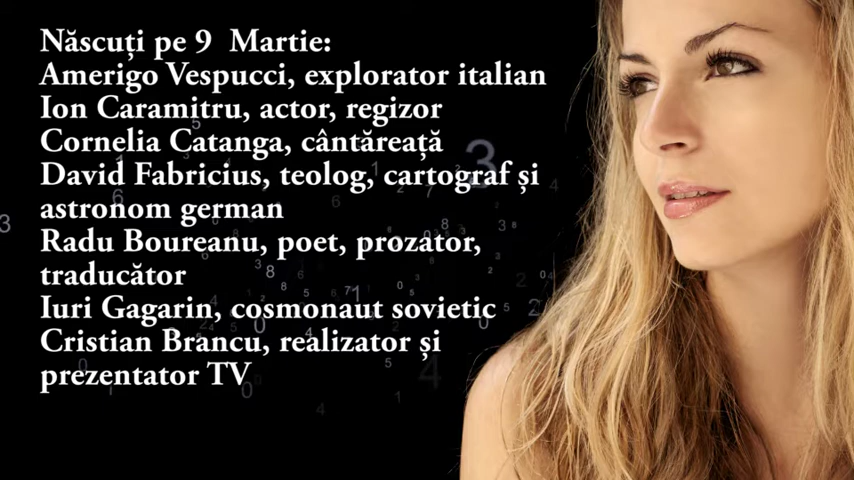 Născuți pe 9 Martie:
Amerigo Vespucci, explorator italian
Ion Caramitru, actor, regizor
Cornelia Catanga, cântăreață
David Fabricius, teolog, cartograf și
astronom german
Radu Boureanu, poet, prozator,
traducător
Iuri Gagarin, cosmonaut sovietic
Cristian Brancu, realizator și
prezentator TV